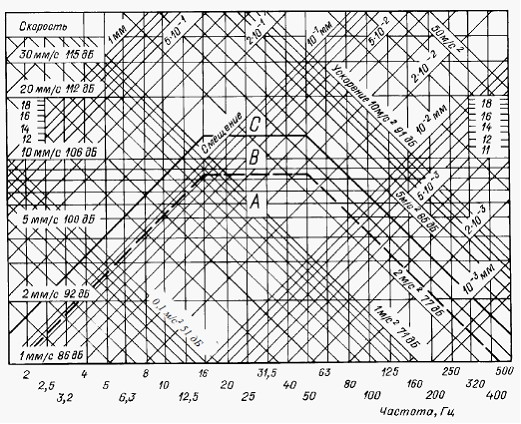 Скорость
1 мм
5·10⁻¹
2·10⁻¹
10⁻¹ мм
5·10⁻²
50 м/с²
2·10⁻²
30 мм/с 115 дБ
20 мм/с 112 дБ
Ускорение 10 м/с² 91 дБ
10⁻² мм
18
16
14
12
18
16
14
12
11
Смещение
С
В
А
10 мм/с 106 дБ
5 мм/с 100 дБ
5 м/с² 85 дБ
5·10⁻³
2·10⁻³
10⁻³ мм
2 мм/с 92 дБ
2 м/с² 77 дБ
0,1 м/с² 51 дБ
1 м/с² 71 дБ
1 мм/с 86 дБ
2 4 5 8 10 16 20 31,5 40 80 125 160 250 500
2,5 3,2 6,3 12,5 20 25 40 50 63 100 120 200 320 400
Частота, Гц